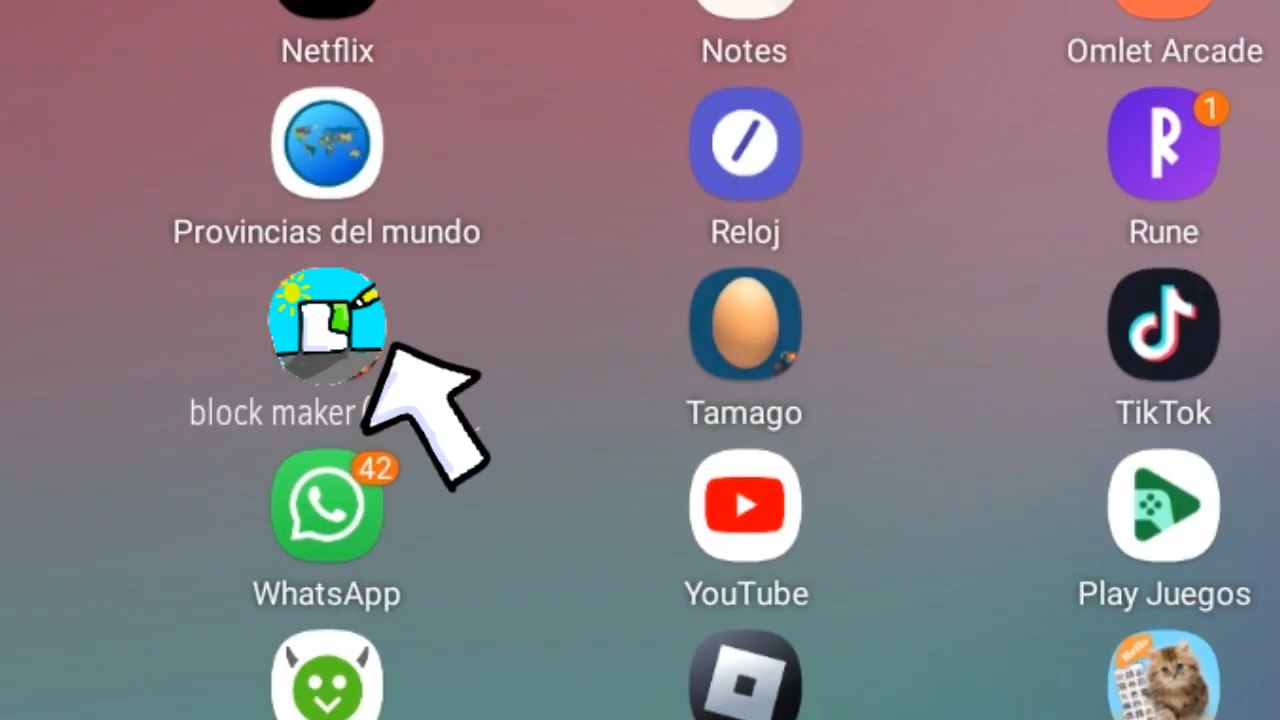 Netflix
Notes
Omlet Arcade
1
Provincias del mundo
Reloj
Rune
block maker
Tamago
TikTok
42
WhatsApp
YouTube
Play Juegos
Hello